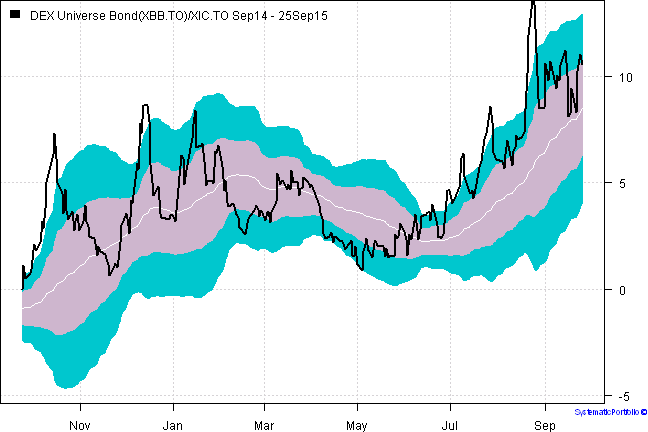 DEX Universe Bond(XBB.TO)/XIC.TO Sep14 - 25Sep15
10
5
0
-5
Nov Jan Mar May Jul Sep
SystematicPortfolio ©